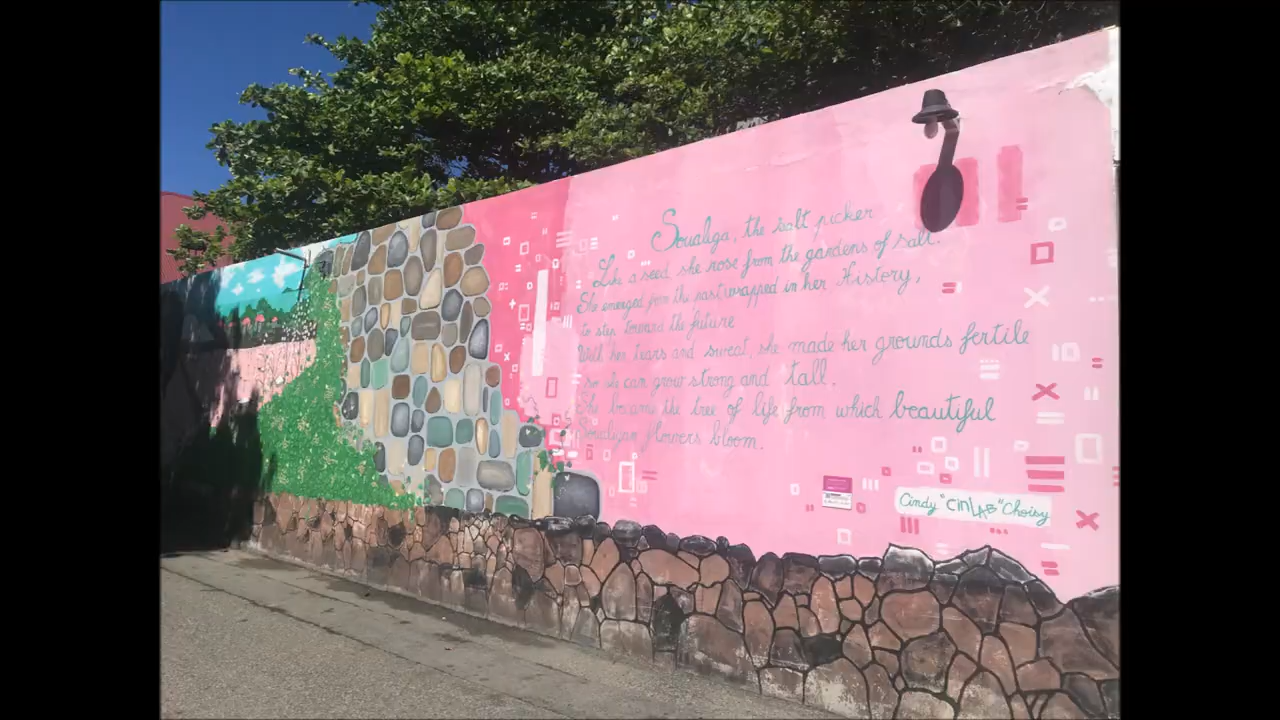 Soualiga, the salt picker
Like a seed she rose from the gardens of salt.
She emerged from the past wrapped in her History,
to step toward the future
With her tears and sweat, she made her grounds fertile
so she can grow strong and tall.
She became the tree of life from which beautiful
Soualigan flowers bloom.
Cindy "CINLAB" Choisy